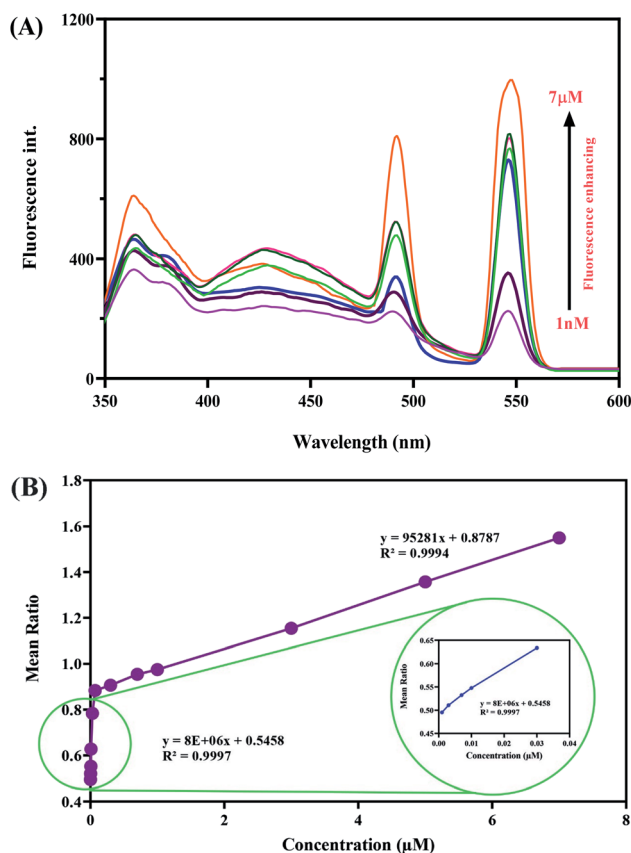 (A)
1200
800
400
0
Fluorescence int.
350 400 450 500 550 600
Wavelength (nm)
7µM
Fluorescence enhancing
1nM
(B)
1.8
1.6
1.4
1.2
1.0
0.8
0.6
0.4
Mean Ratio
y = 95281x + 0.8787
R² = 0.9994
y = 8E+06x + 0.5458
R² = 0.9997
0.65
0.60
0.55
0.50
0.45
Mean Ratio
y = 8E+06x + 0.5458
R² = 0.9997
0.00 0.01 0.02 0.03 0.04
Concentration (µM)
0 2 4 6 8
Concentration (µM)